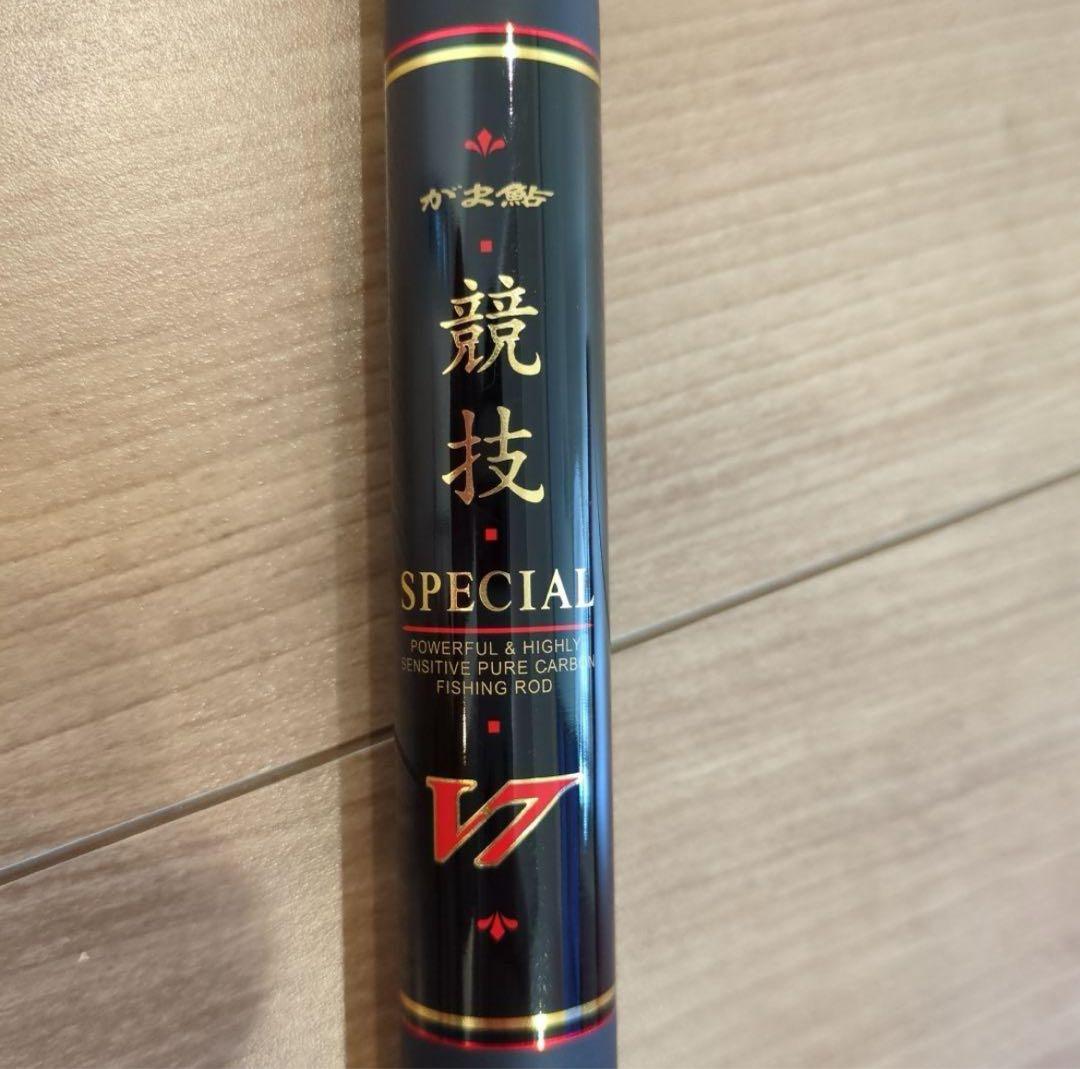 がま鮎
競
技
SPECIAL
POWERFUL & HIGHLY
SENSITIVE PURE CARBON
FISHING ROD
V7